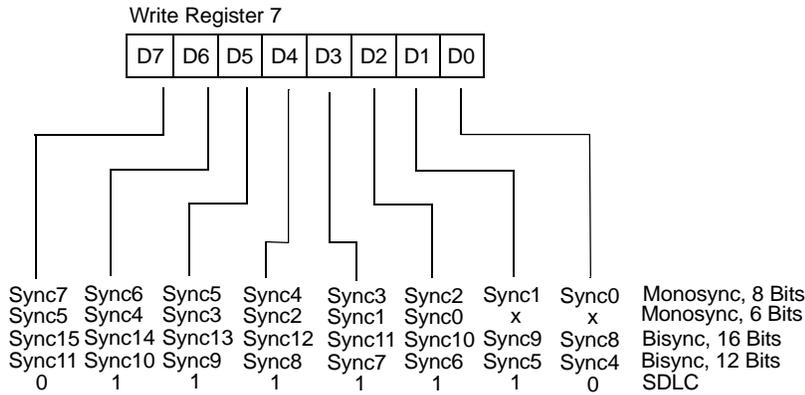 Write Register 7
D7 D6 D5 D4 D3 D2 D1 D0
Sync7 Sync6 Sync5 Sync4 Sync3 Sync2 Sync1 Sync0 Monosync, 8 Bits
Sync5 Sync4 Sync3 Sync2 Sync1 Sync0 x x Monosync, 6 Bits
Sync15 Sync14 Sync13 Sync12 Sync11 Sync10 Sync9 Sync8 Bisync, 16 Bits
Sync11 Sync10 Sync9 Sync8 Sync7 Sync6 Sync5 Sync4 Bisync, 12 Bits
0 1 1 1 1 1 1 0 SDLC